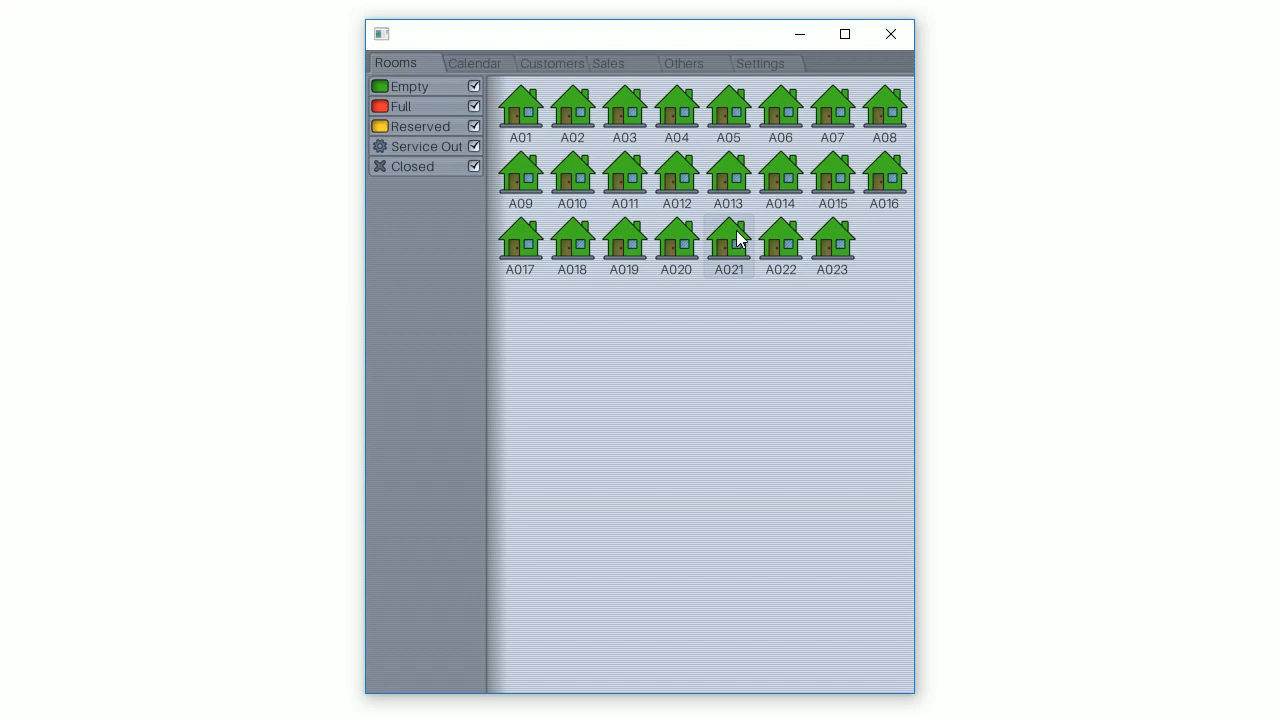 Rooms Calendar Customers Sales Others Settings
Empty
Full
Reserved
Service Out
Closed
A01 A02 A03 A04 A05 A06 A07 A08
A09 A010 A011 A012 A013 A014 A015 A016
A017 A018 A019 A020 A021 A022 A023